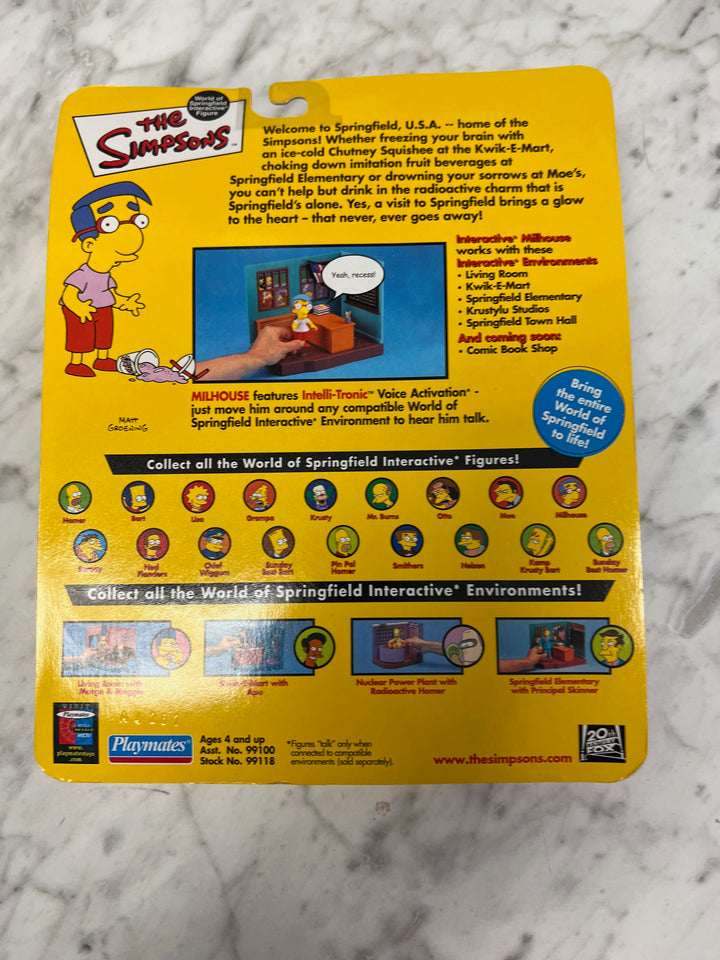 World of
Springfield
Interactive
Figure
THE
SIMPSONS™
Welcome to Springfield, U.S.A. -- home of the
Simpsons! Whether freezing your brain with
an ice-cold Chutney Squishee at the Kwik-E-Mart,
choking down imitation fruit beverages at
Springfield Elementary or drowning your sorrows at Moe's,
you can't help but drink in the radioactive charm that is
Springfield's alone. Yes, a visit to Springfield brings a glow
to the heart – that never, ever goes away!
Yeah, recess!
Interactive* Milhouse
works with these
Interactive* Environments
• Living Room
• Kwik-E-Mart
• Springfield Elementary
• Krustylu Studios
• Springfield Town Hall
And coming soon:
• Comic Book Shop
MATT
GROENING
MILHOUSE features Intelli-Tronic™ Voice Activation* -
just move him around any compatible World of
Springfield Interactive* Environment to hear him talk.
Bring
the entire
World of
Springfield
to life!
Collect all the World of Springfield Interactive* Figures!
Homer Bart Lisa Grampa Krusty Mr. Burns Otto Moe Milhouse
Barney Ned Flanders Chief Wiggum Sunday Best Bart Pin Pal Homer Smithers Nelson Kamp Krusty Bart Sunday Best Homer
Collect all the World of Springfield Interactive* Environments!
Living Room with
Marge & Maggie
Kwik-E-Mart with
Apu
Nuclear Power Plant with
Radioactive Homer
Springfield Elementary
with Principal Skinner
VISIT
Playmates
WORLD
WIDE
WEB!
www.
playmatestoys
.com
Playmates®
Ages 4 and up
Asst. No. 99100
Stock No. 99118
*Figures "talk" only when
connected to compatible
environments (sold separately).
www.thesimpsons.com
20th
CENTURY
FOX